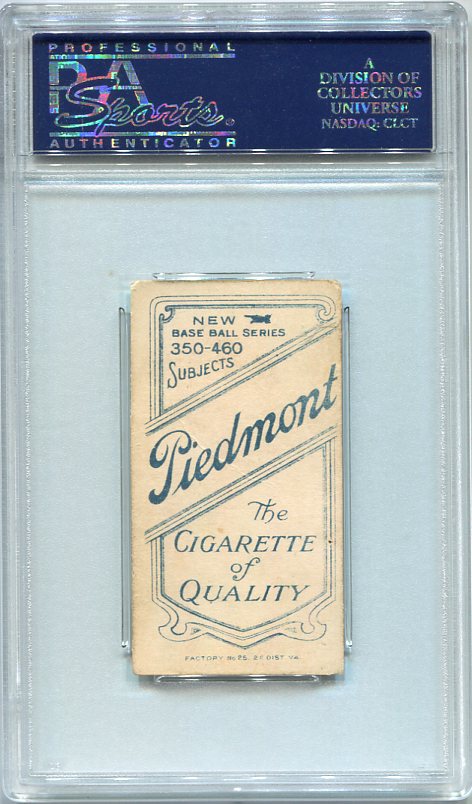 PROFESSIONAL
PSA
Sports.
AUTHENTICATOR
A
DIVISION OF
COLLECTORS
UNIVERSE
NASDAQ: CLCT
NEW
BASE BALL SERIES
350-460
SUBJECTS
Piedmont
The
CIGARETTE
of
QUALITY
FACTORY No 25, 2D DIST. VA.